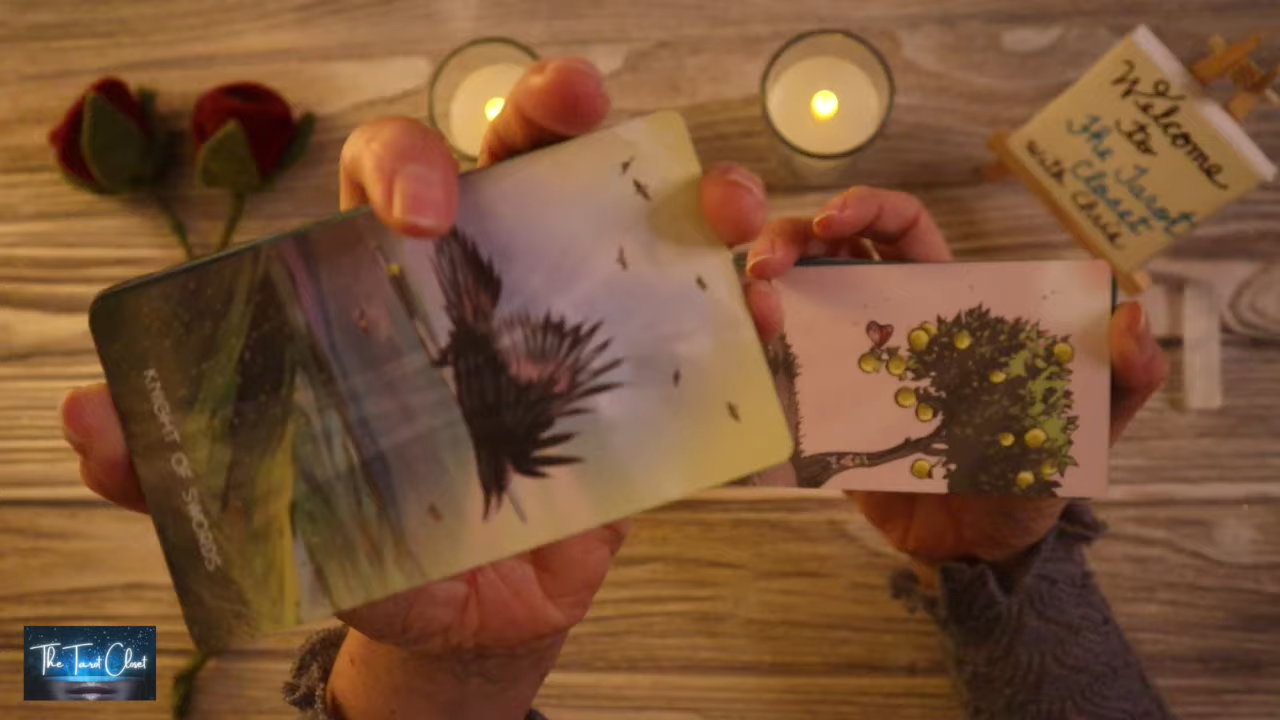 Welcome
To
The Tarot
Closet
With Chris
KNIGHT OF SWORDS
The Tarot Closet